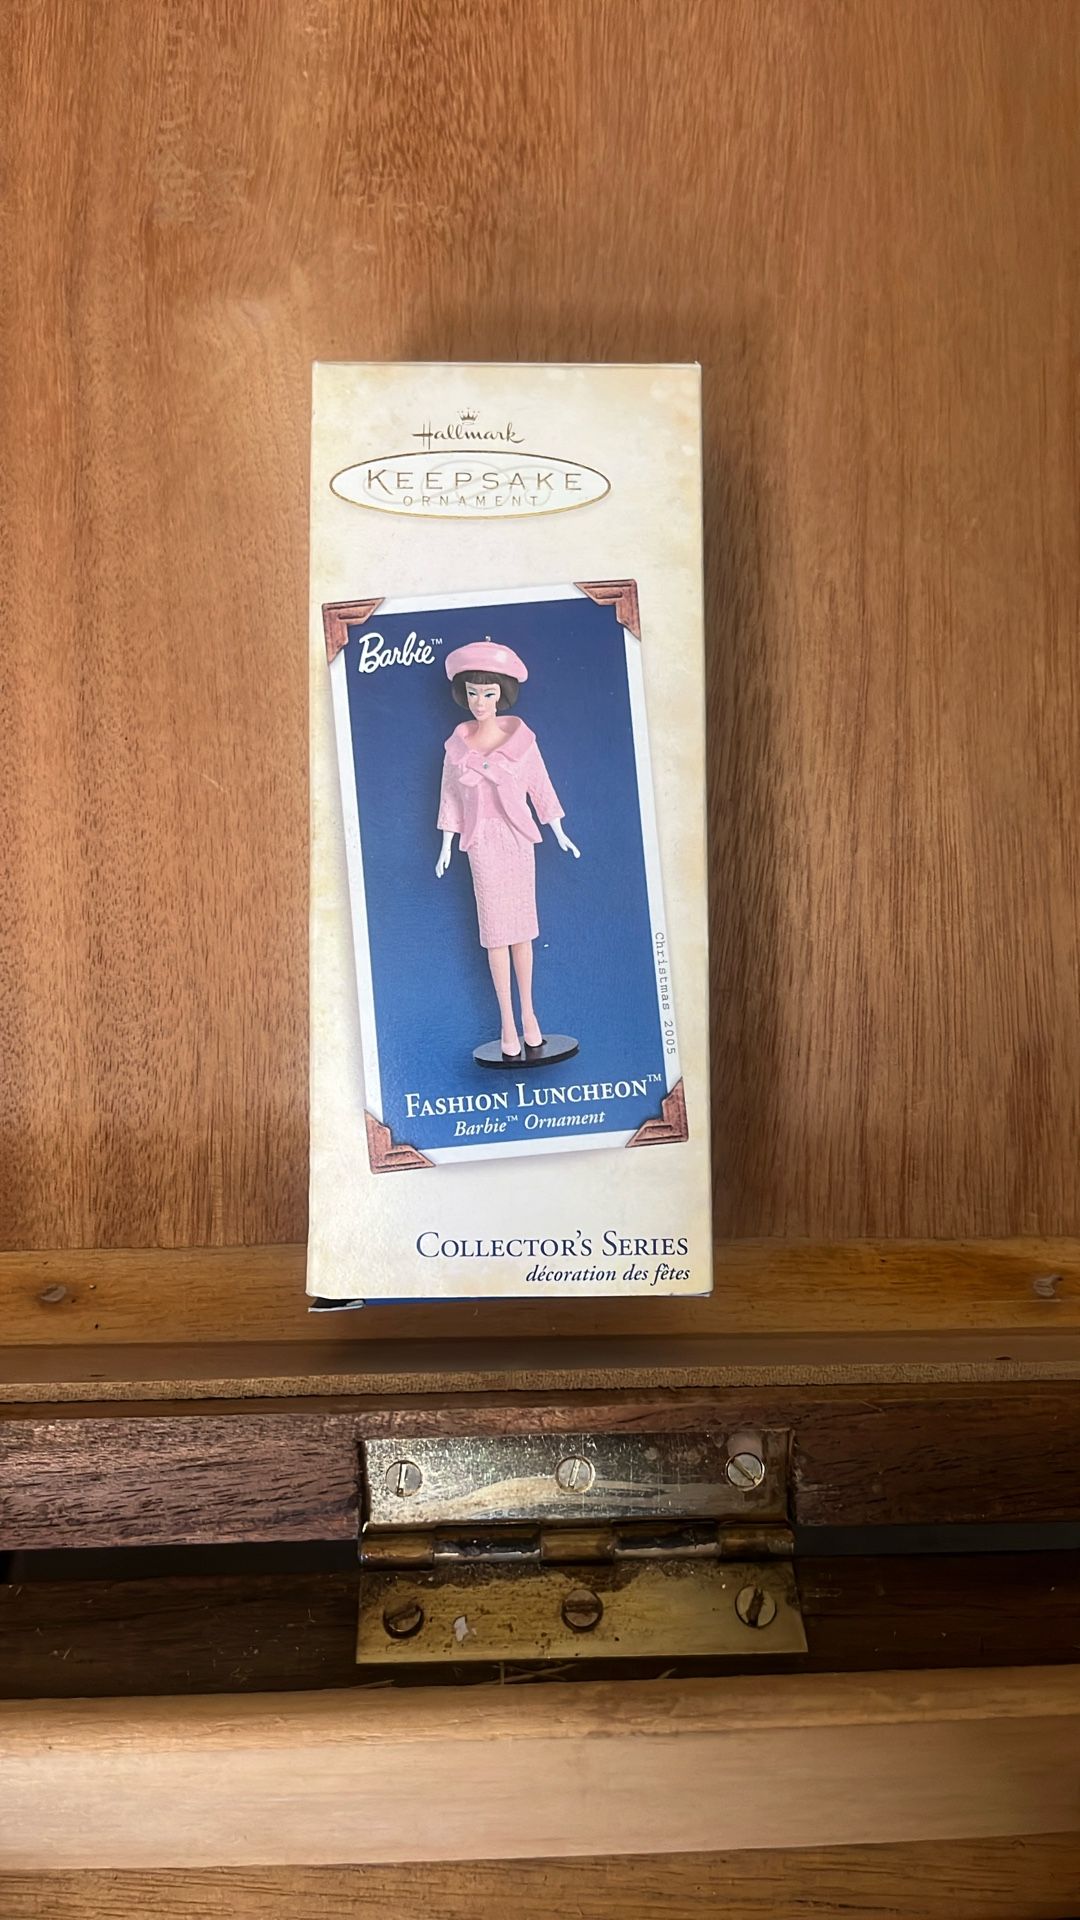 Hallmark
KEEPSAKE
ORNAMENT
Barbie™
Christmas 2005
FASHION LUNCHEON™
Barbie™ Ornament
COLLECTOR'S SERIES
décoration des fêtes